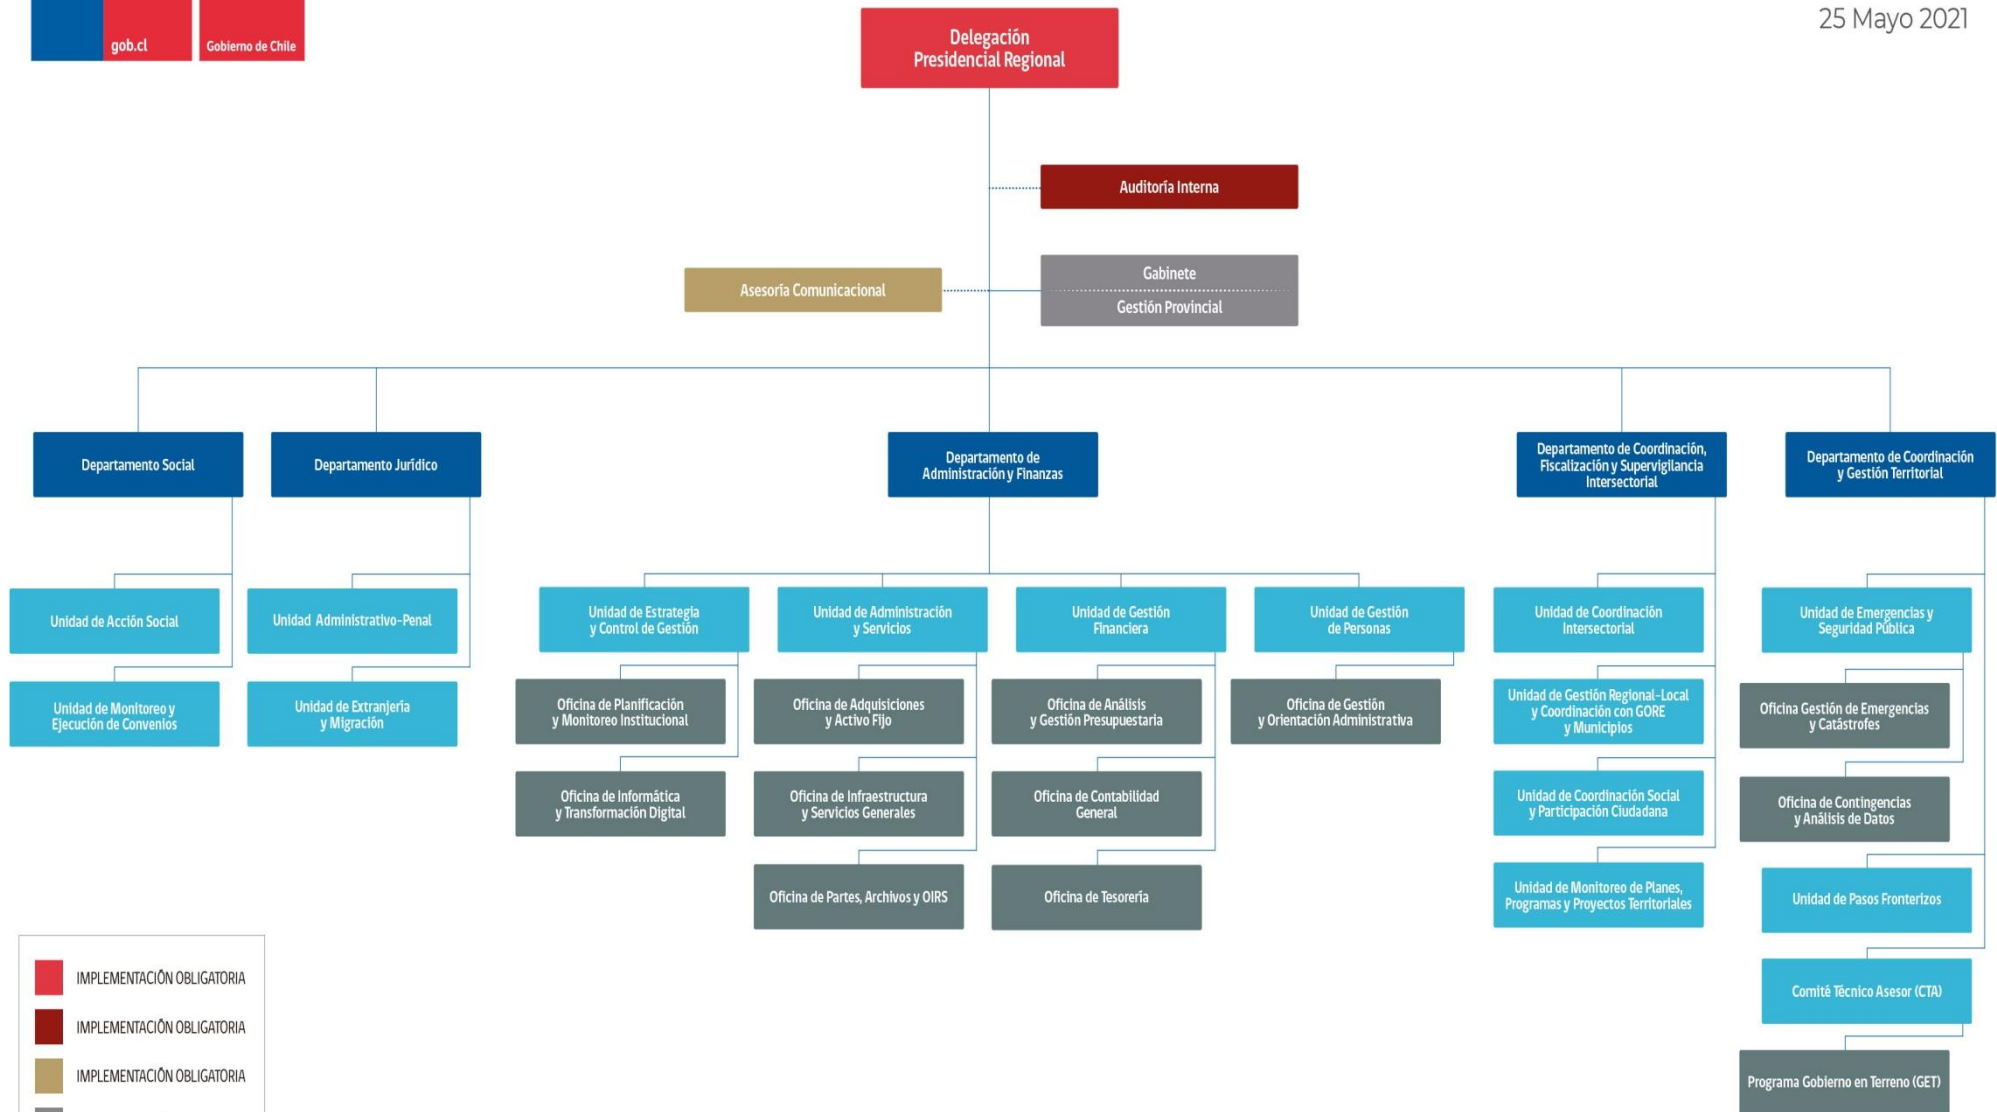 gob.cl
Gobierno de Chile
25 Mayo 2021
Delegación
Presidencial Regional
Auditoría Interna
Asesoría Comunicacional
Gabinete
Gestión Provincial
Departamento Social
Departamento Jurídico
Departamento de
Administración y Finanzas
Departamento de Coordinación,
Fiscalización y Supervigilancia
Intersectorial
Departamento de Coordinación
y Gestión Territorial
Unidad de Acción Social
Unidad de Monitoreo y
Ejecución de Convenios
Unidad Administrativo-Penal
Unidad de Extranjería
y Migración
Unidad de Estrategia
y Control de Gestión
Oficina de Planificación
y Monitoreo Institucional
Oficina de Informática
y Transformación Digital
Unidad de Administración
y Servicios
Oficina de Adquisiciones
y Activo Fijo
Oficina de Infraestructura
y Servicios Generales
Oficina de Partes, Archivos y OIRS
Unidad de Gestión
Financiera
Oficina de Análisis
y Gestión Presupuestaria
Oficina de Contabilidad
General
Oficina de Tesorería
Unidad de Gestión
de Personas
Oficina de Gestión
y Orientación Administrativa
Unidad de Coordinación
Intersectorial
Unidad de Gestión Regional-Local
y Coordinación con GORE
y Municipios
Unidad de Coordinación Social
y Participación Ciudadana
Unidad de Monitoreo de Planes,
Programas y Proyectos Territoriales
Unidad de Emergencias y
Seguridad Pública
Oficina Gestión de Emergencias
y Catástrofes
Oficina de Contingencias
y Análisis de Datos
Unidad de Pasos Fronterizos
Comité Técnico Asesor (CTA)
Programa Gobierno en Terreno (GET)
IMPLEMENTACIÓN OBLIGATORIA
IMPLEMENTACIÓN OBLIGATORIA
IMPLEMENTACIÓN OBLIGATORIA